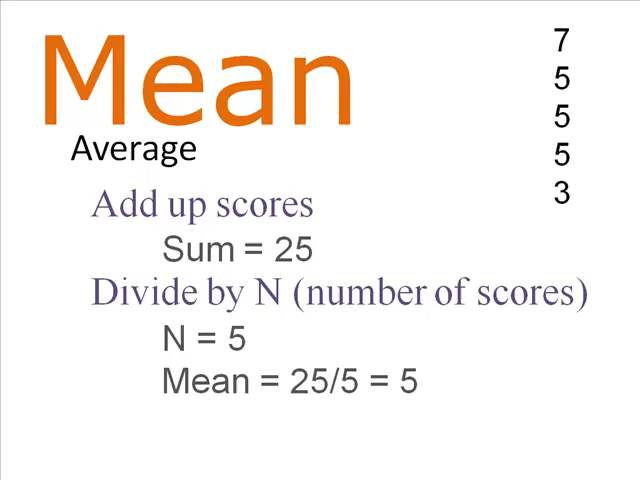 Mean
Average
Add up scores
Sum = 25
Divide by N (number of scores)
N = 5
Mean = 25/5 = 5
7
5
5
5
3